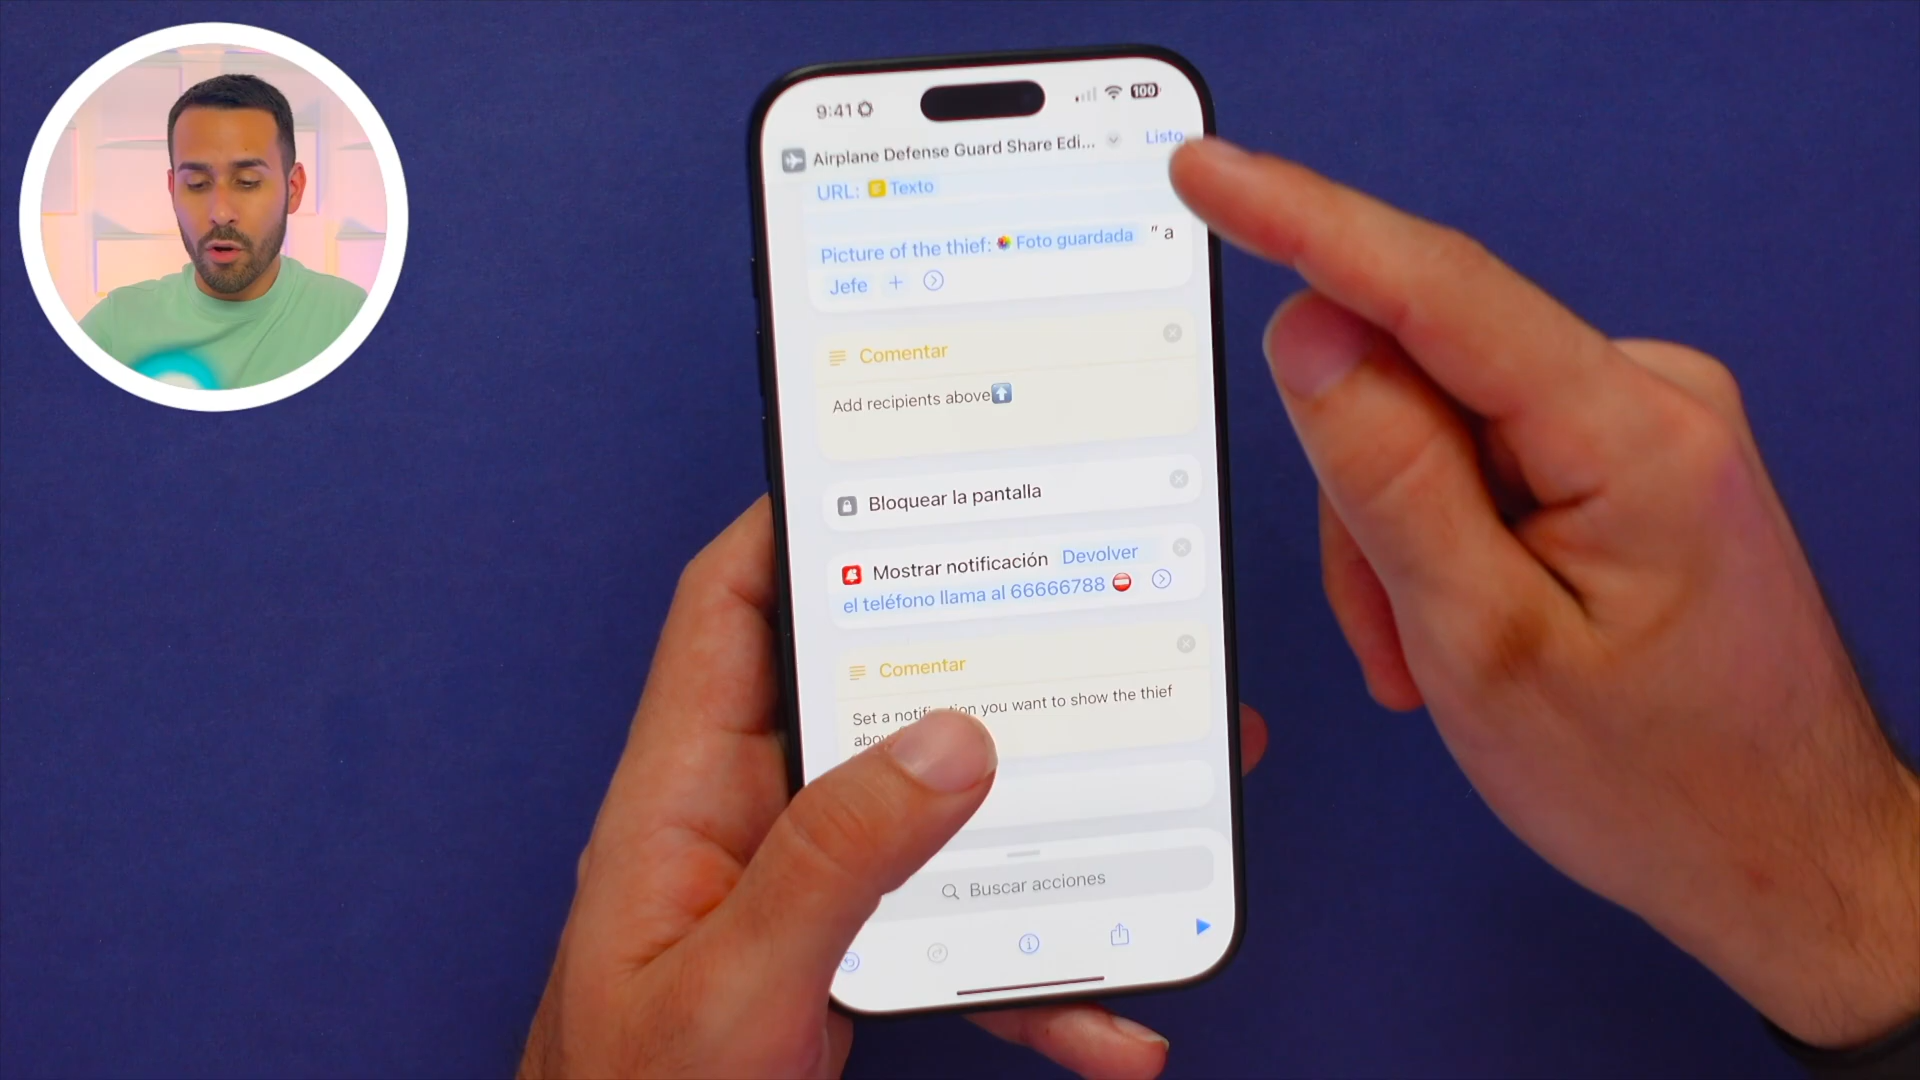 9:41
100
Airplane Defense Guard Share Edi...
Listo
URL: Texto
Picture of the thief: Foto guardada " a
Jefe +
Comentar
Add recipients above
Bloquear la pantalla
Mostrar notificación Devolver
el teléfono llama al 66666788
Comentar
Set a notification you want to show the thief
Buscar acciones